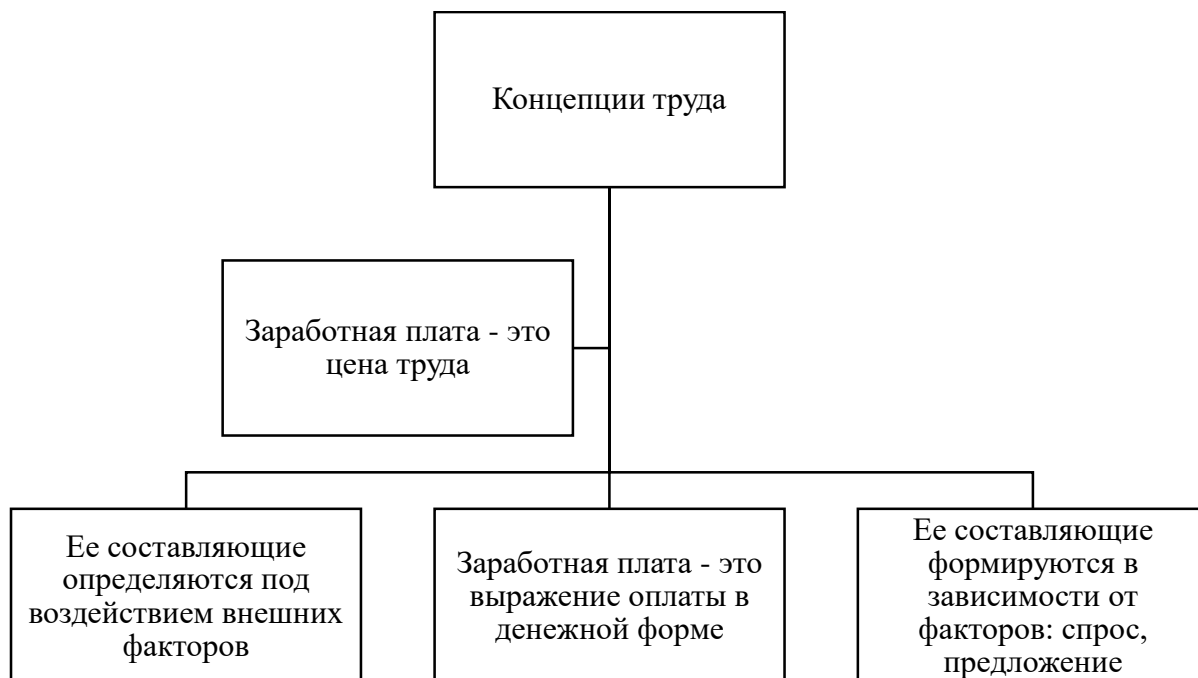 Концепции труда
Заработная плата - это
цена труда
Ее составляющие
определяются под
воздействием внешних
факторов
Заработная плата - это
выражение оплаты в
денежной форме
Ее составляющие
формируются в
зависимости от
факторов: спрос,
предложение